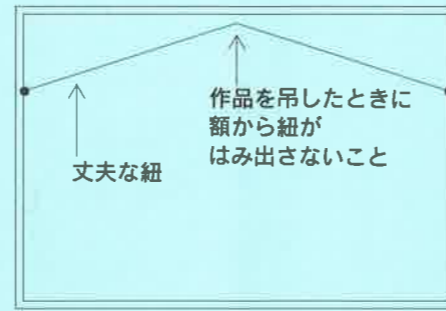 作品を吊したときに
額から紐が
はみ出さないこと
丈夫な紐